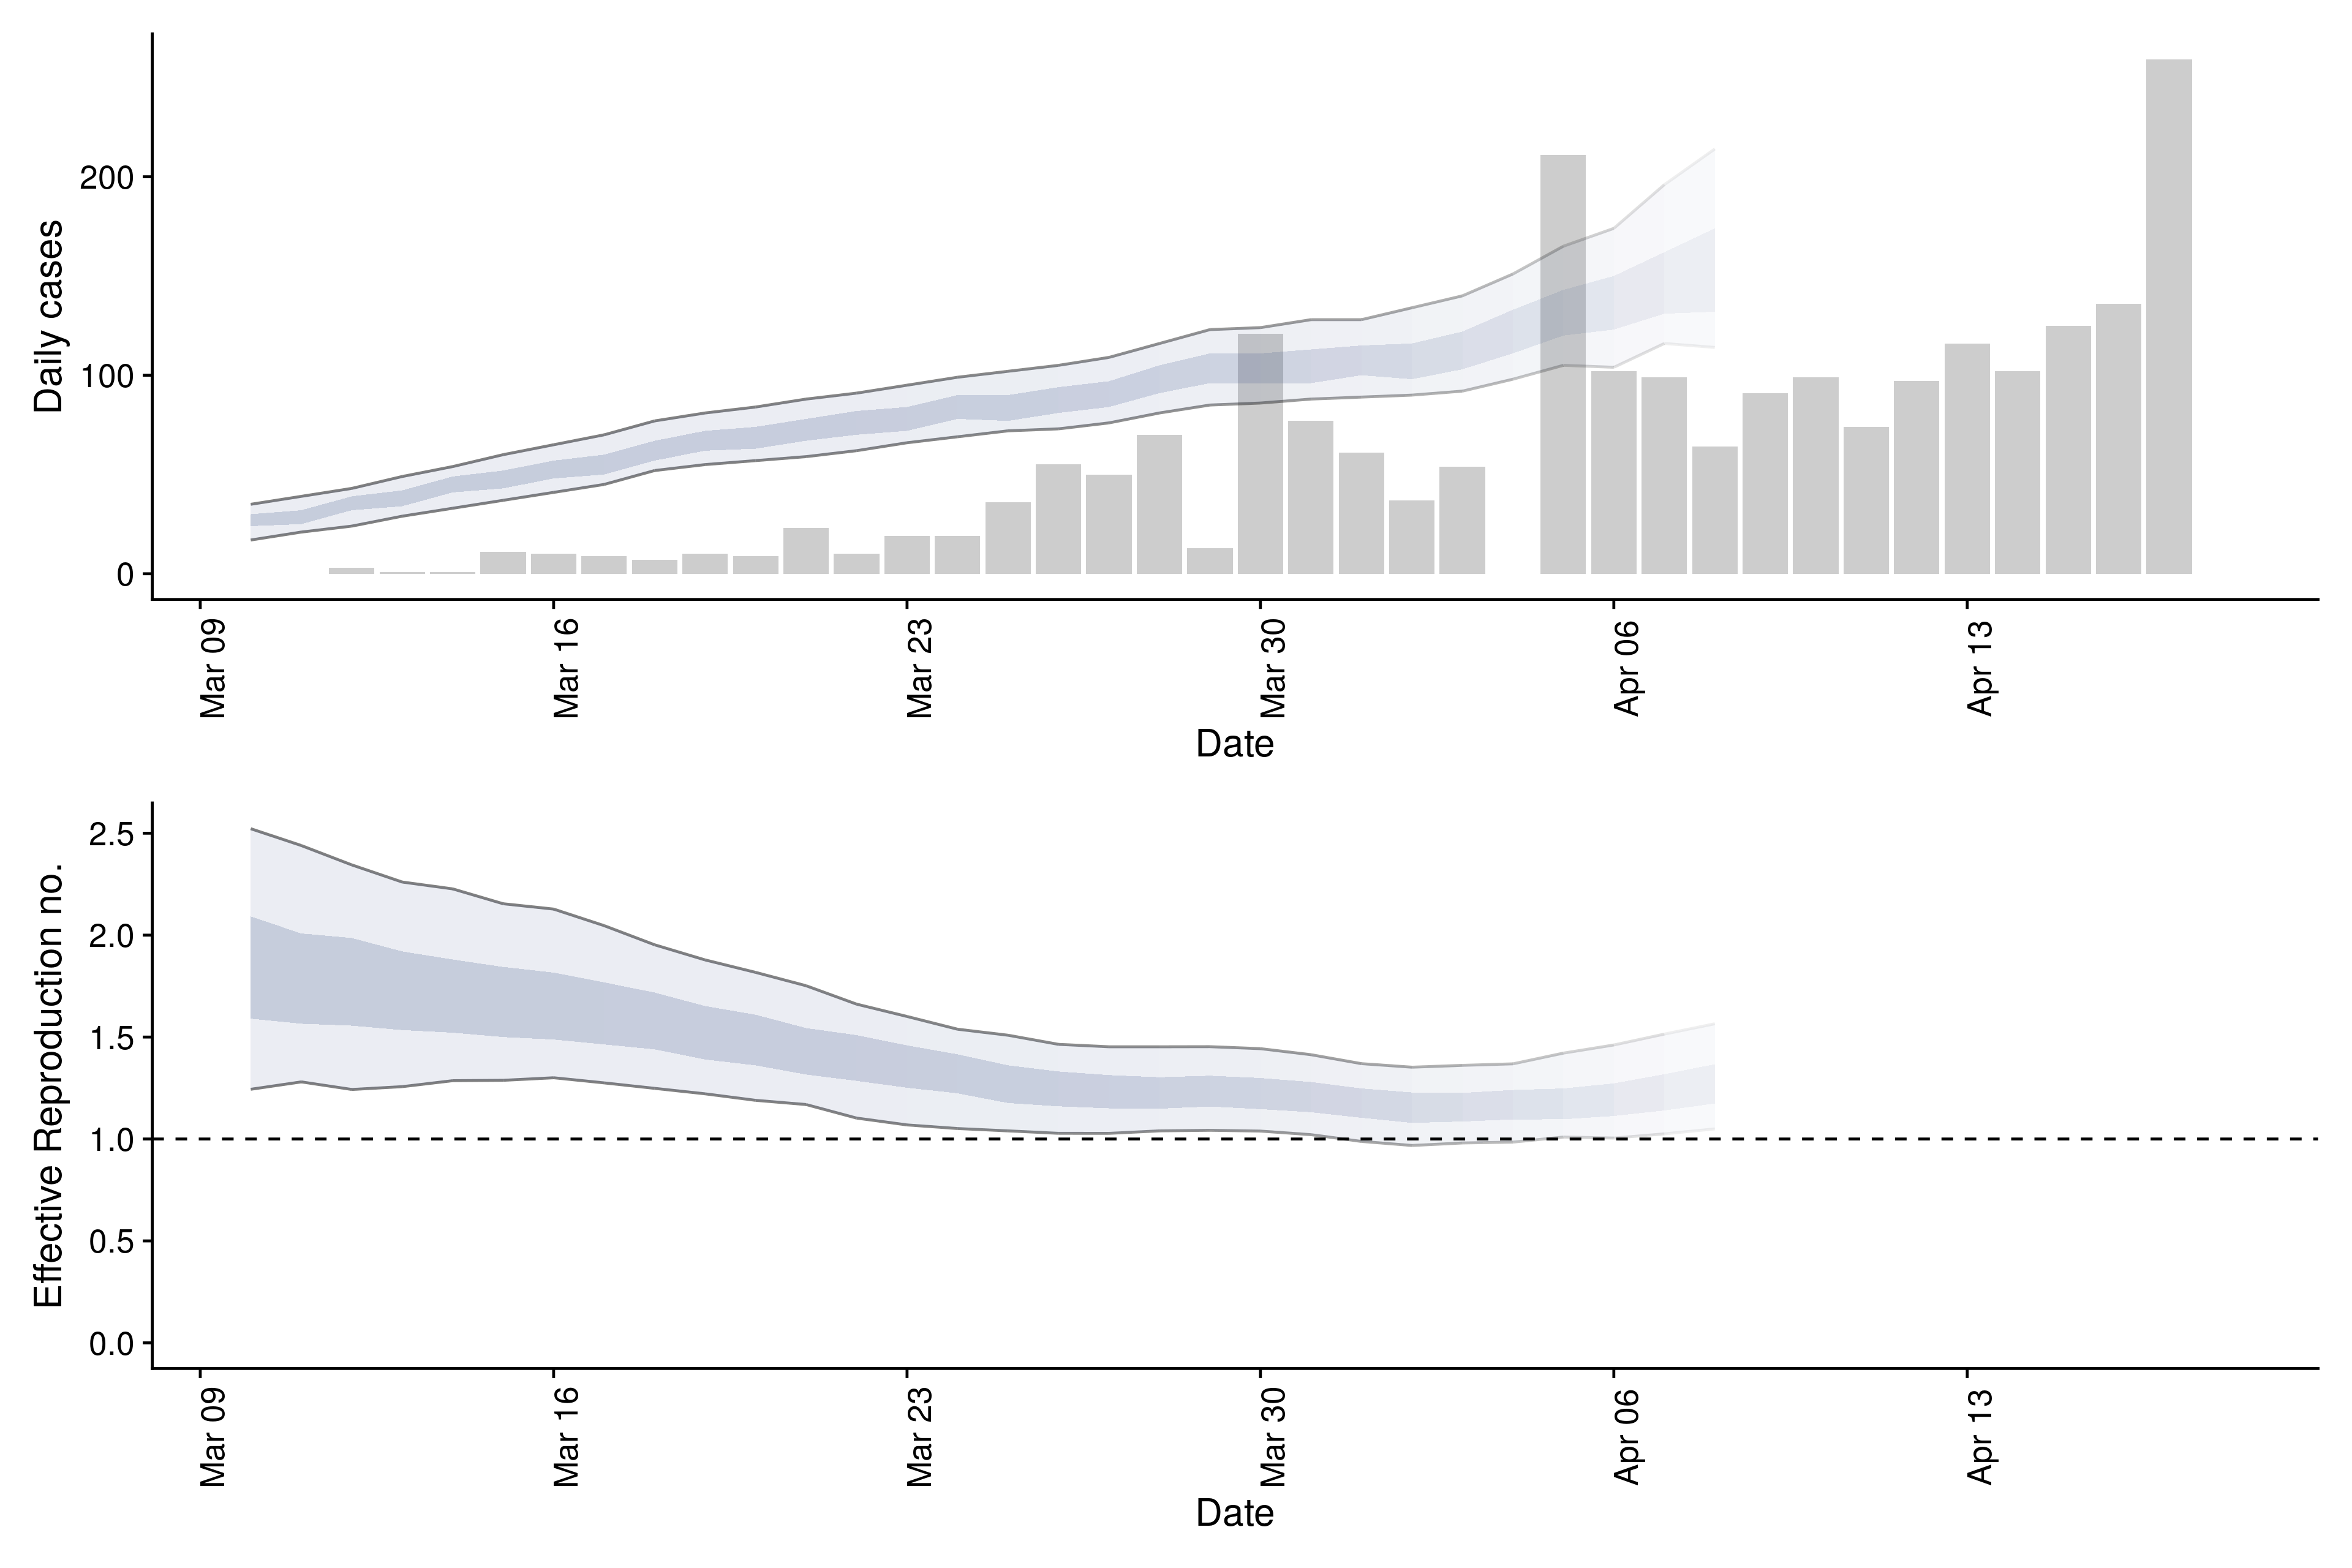 Daily cases
200
100
0
Mar 09
Mar 16
Mar 23
Mar 30
Apr 06
Apr 13
Date
Effective Reproduction no.
2.5
2.0
1.5
1.0
0.5
0.0
Mar 09
Mar 16
Mar 23
Mar 30
Apr 06
Apr 13
Date